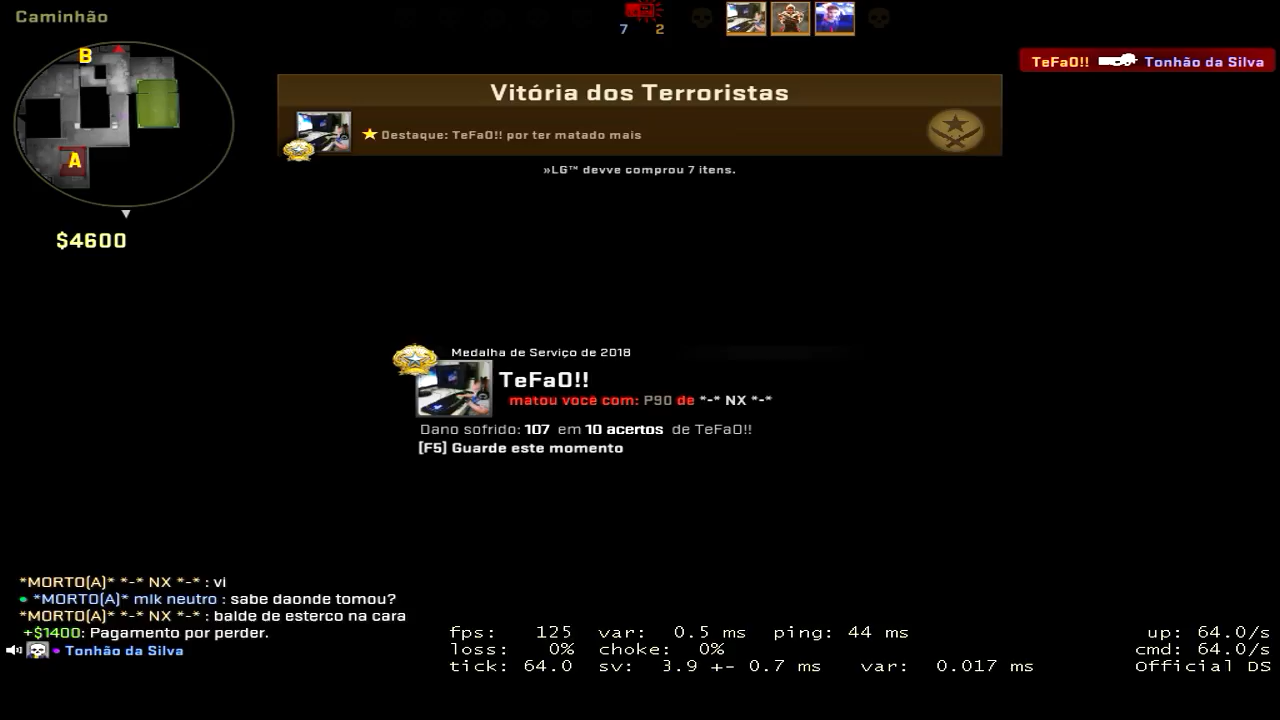 Caminhão
7 2
B
TeFaO!! Tonhão da Silva
Vitória dos Terroristas
Destaque: TeFaO!! por ter matado mais
»LG™ devve comprou 7 itens.
A
$4600
Medalha de Serviço de 2018
TeFaO!!
matou você com: P90 de *-* NX *-*
Dano sofrido: 107 em 10 acertos de TeFaO!!
[F5] Guarde este momento
*MORTO(A)* *-* NX *-* : vi
*MORTO(A)* mlk neutro : sabe daonde tomou?
*MORTO(A)* *-* NX *-* : balde de esterco na cara
+$1400: Pagamento por perder.
Tonhão da Silva
fps: 125 var: 0.5 ms ping: 44 ms up: 64.0/s
loss: 0% choke: 0% cmd: 64.0/s
tick: 64.0 sv: 3.9 +- 0.7 ms var: 0.017 ms Official DS